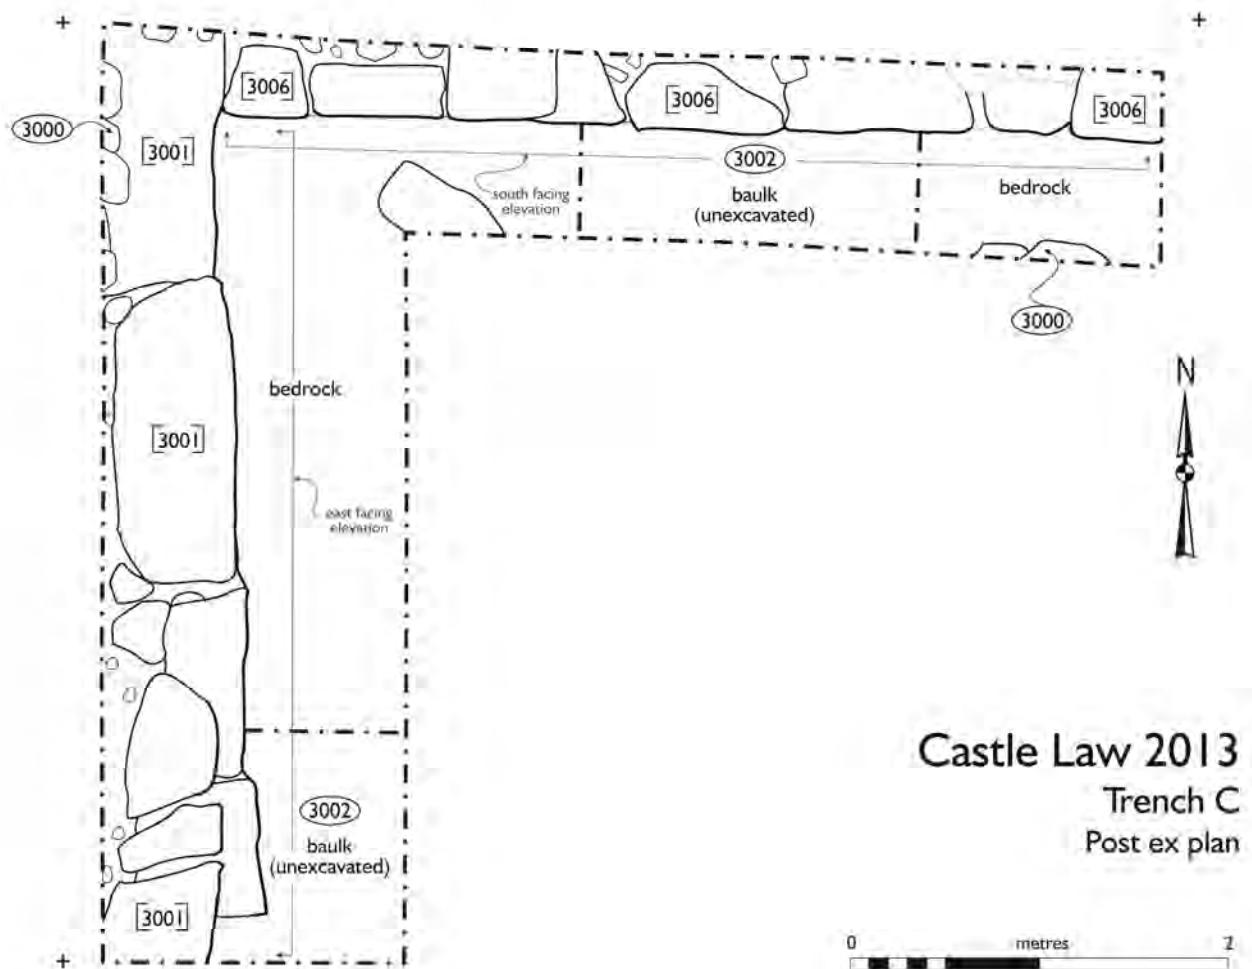 [3006]
[3006]
[3006]
3000
[3001]
3002
south facing
elevation
baulk
(unexcavated)
bedrock
3000
N
bedrock
[3001]
east facing
elevation
3002
baulk
(unexcavated)
[3001]
Castle Law 2013
Trench C
Post ex plan
0 metres 2